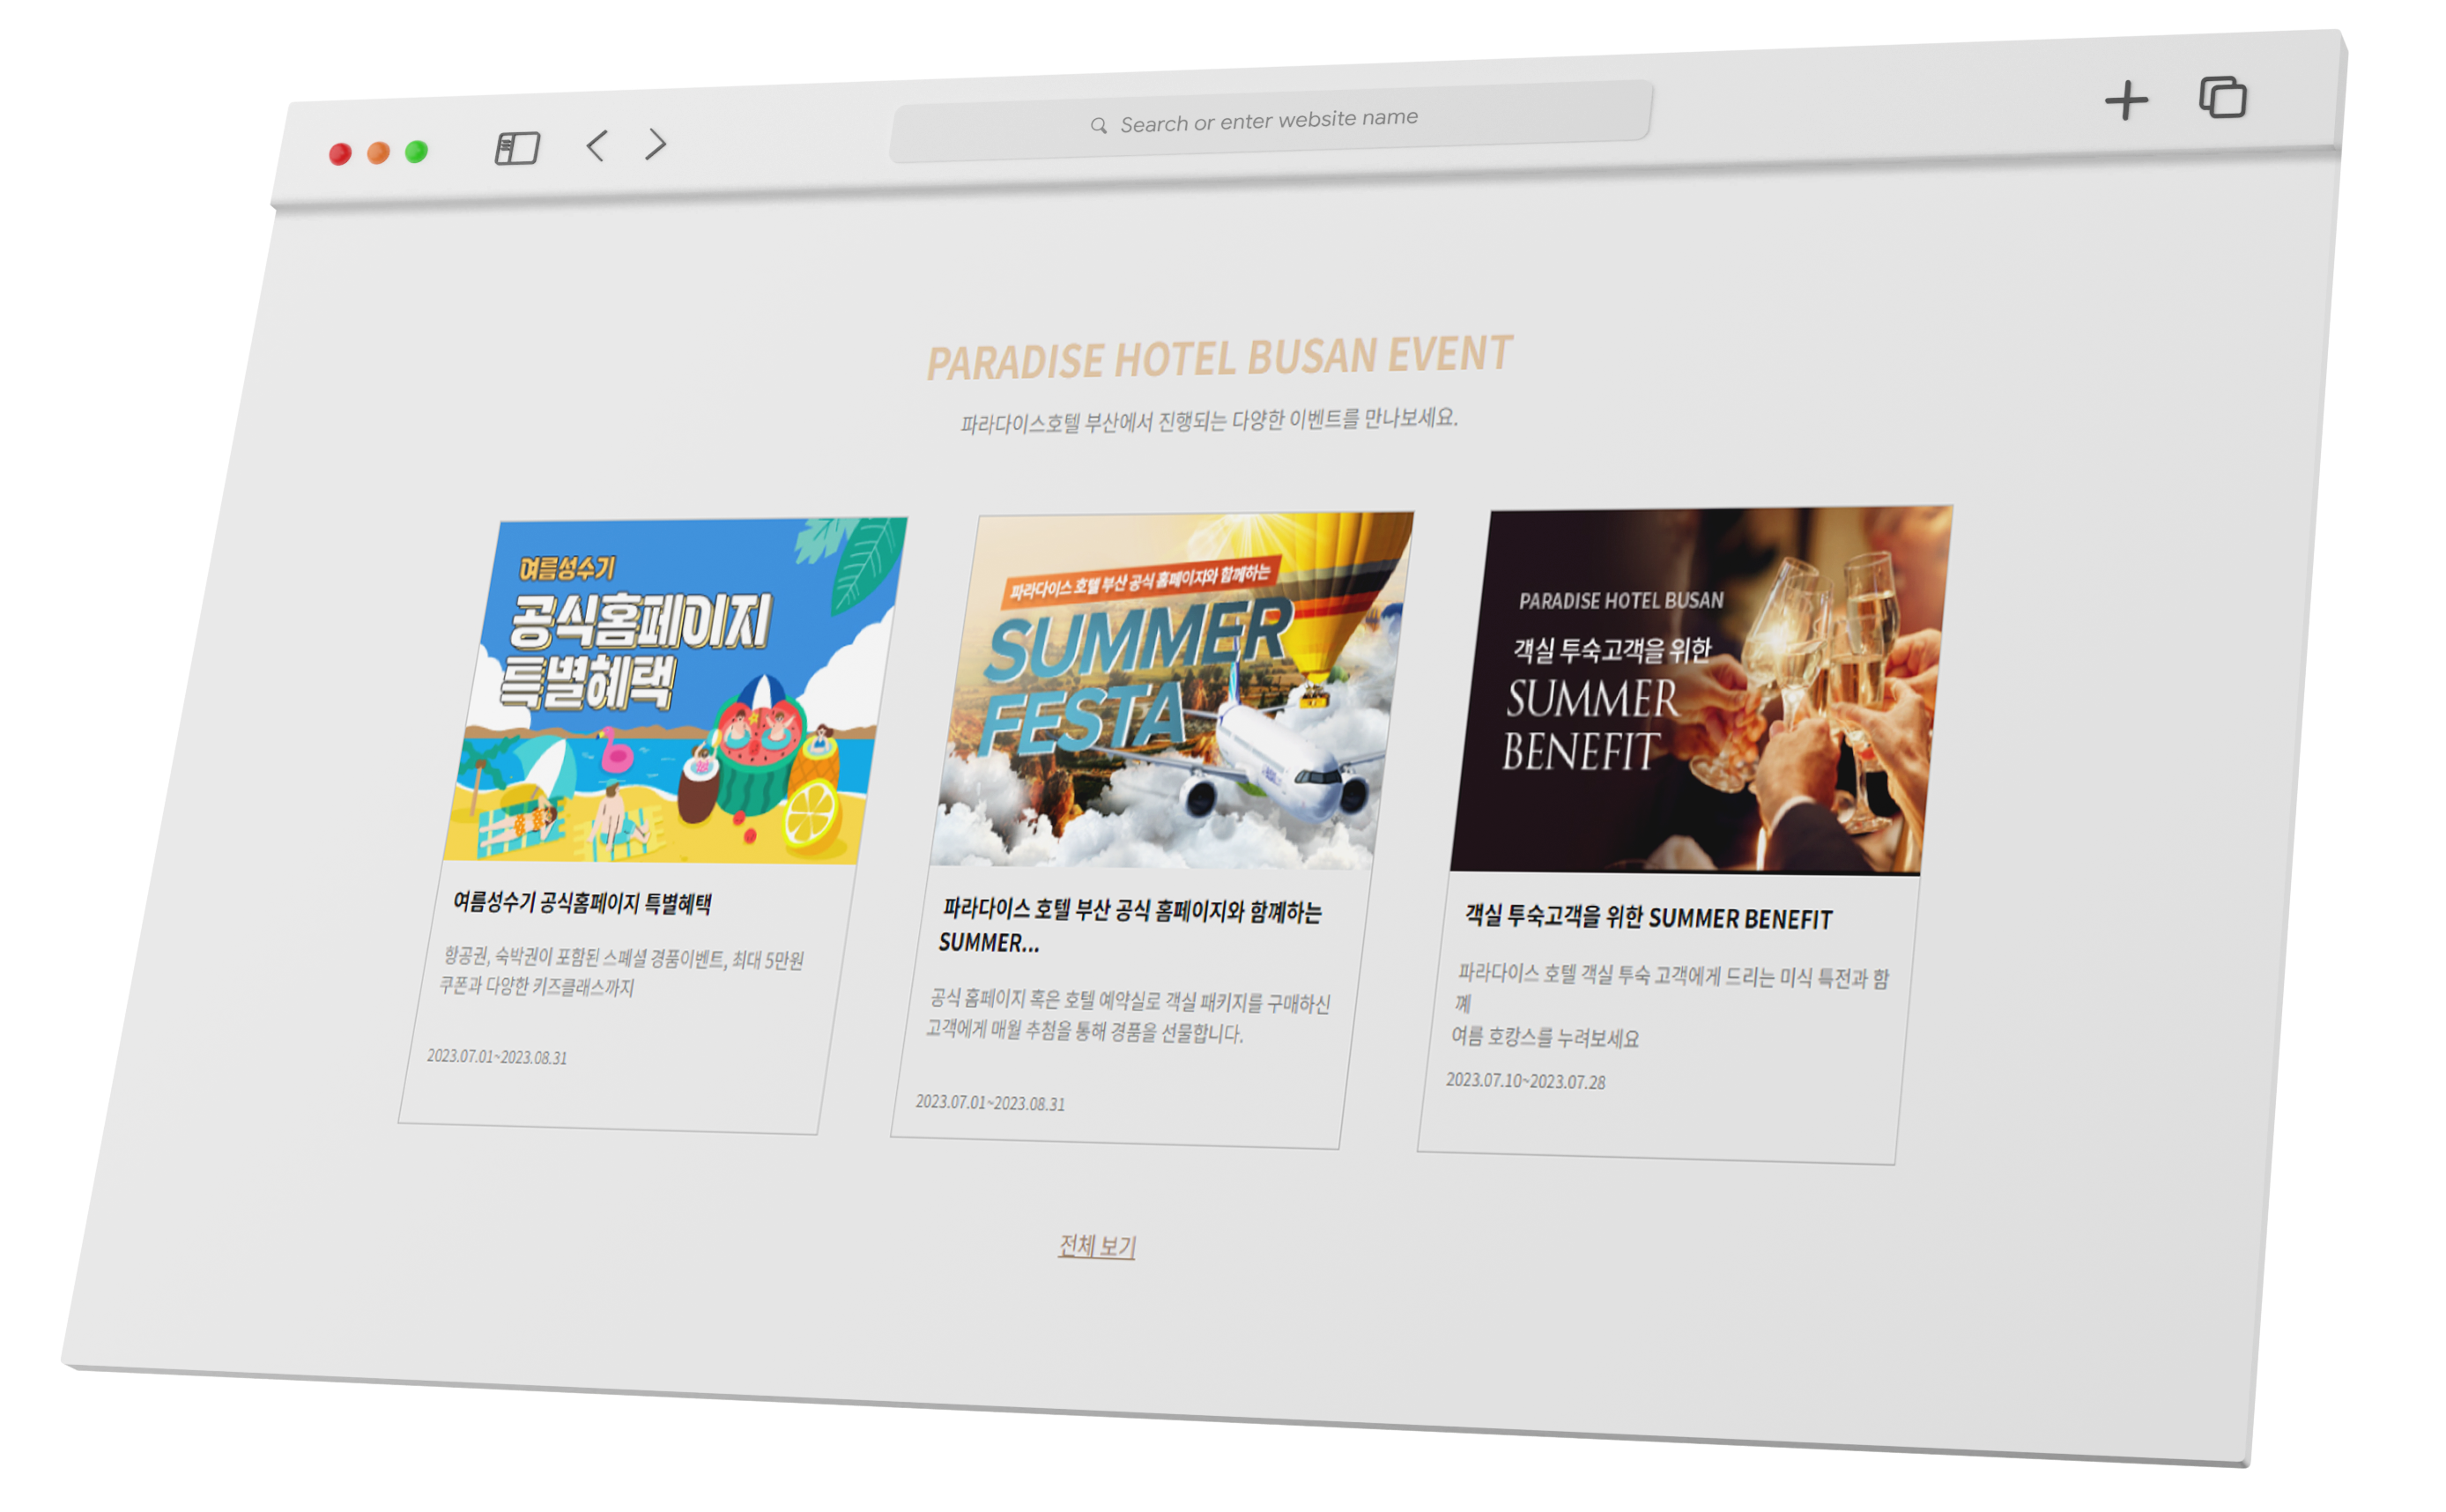 Search or enter website name
PARADISE HOTEL BUSAN EVENT
파라다이스호텔 부산에서 진행되는 다양한 이벤트를 만나보세요.
여름성수기
공식홈페이지
특별혜택
여름성수기 공식홈페이지 특별혜택
항공권, 숙박권이 포함된 스페셜 경품이벤트, 최대 5만원
쿠폰과 다양한 키즈클래스까지
2023.07.01~2023.08.31
파라다이스 호텔 부산 공식 홈페이지와 함께하는
SUMMER
FESTA
파라다이스 호텔 부산 공식 홈페이지와 함꼐하는
SUMMER...
공식 홈페이지 혹은 호텔 예약실로 객실 패키지를 구매하신
고객에게 매월 추첨을 통해 경품을 선물합니다.
2023.07.01~2023.08.31
PARADISE HOTEL BUSAN
객실 투숙고객을 위한
SUMMER
BENEFIT
객실 투숙고객을 위한 SUMMER BENEFIT
파라다이스 호텔 객실 투숙 고객에게 드리는 미식 특전과 함
꼐
여름 호캉스를 누려보세요
2023.07.10~2023.07.28
전체 보기